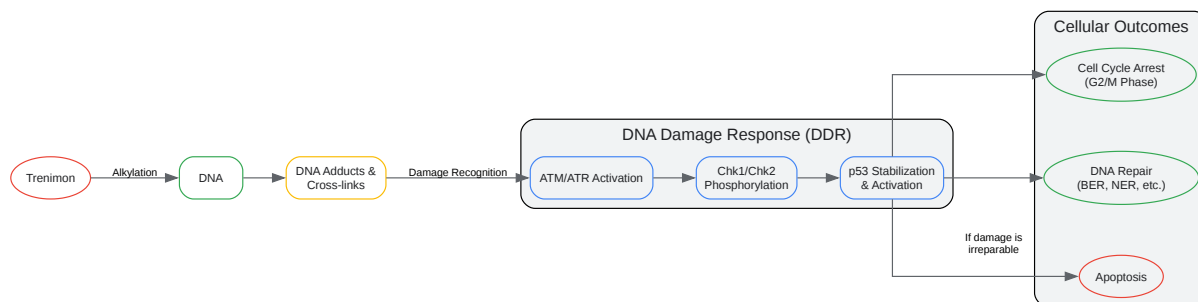 Cellular Outcomes
Cell Cycle Arrest
(G2/M Phase)
DNA Damage Response (DDR)
Trenimon
Alkylation
DNA
DNA Adducts &
Cross-links
Damage Recognition
ATM/ATR Activation
Chk1/Chk2
Phosphorylation
p53 Stabilization
& Activation
DNA Repair
(BER, NER, etc.)
If damage is
irreparable
Apoptosis